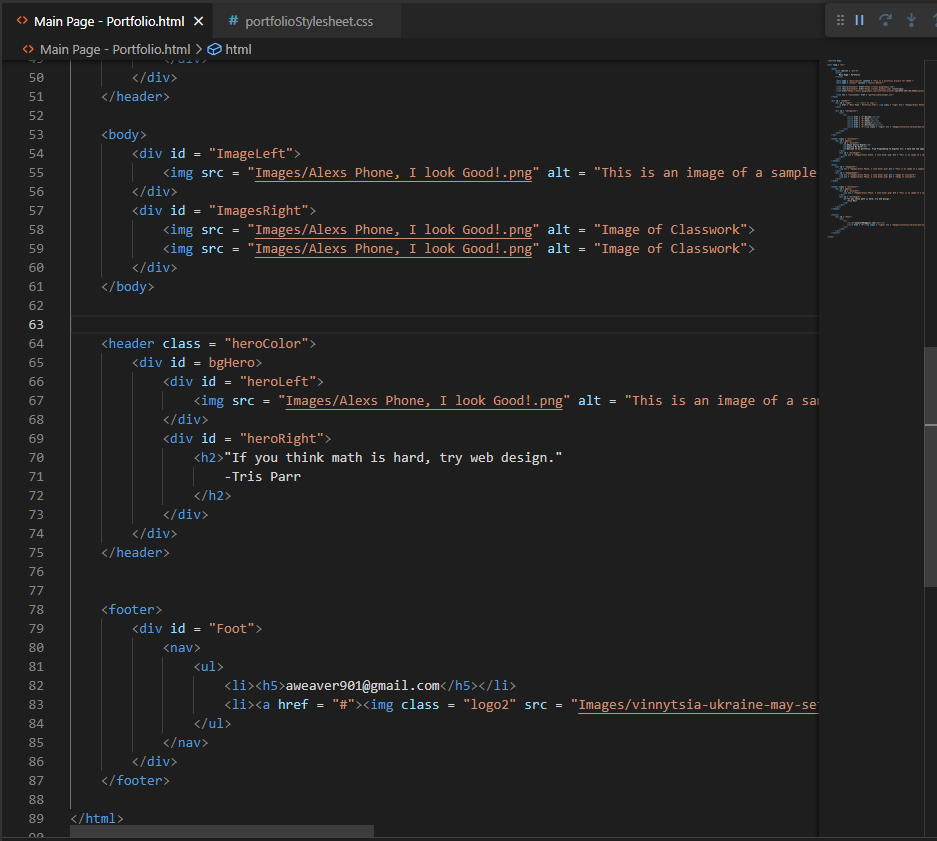 Main Page - Portfolio.html
portfolioStylesheet.css
Main Page - Portfolio.html > html
50 </div>
51 </header>
52
53 <body>
54 <div id = "ImageLeft">
55 <img src = "Images/Alexs Phone, I look Good!.png" alt = "This is an image of a sample
56 </div>
57 <div id = "ImagesRight">
58 <img src = "Images/Alexs Phone, I look Good!.png" alt = "Image of Classwork">
59 <img src = "Images/Alexs Phone, I look Good!.png" alt = "Image of Classwork">
60 </div>
61 </body>
62
63
64 <header class = "heroColor">
65 <div id = bgHero>
66 <div id = "heroLeft">
67 <img src = "Images/Alexs Phone, I look Good!.png" alt = "This is an image of a sa
68 </div>
69 <div id = "heroRight">
70 <h2>"If you think math is hard, try web design."
71 -Tris Parr
72 </h2>
73 </div>
74 </div>
75 </header>
76
77
78 <footer>
79 <div id = "Foot">
80 <nav>
81 <ul>
82 <li><h5>aweaver901@gmail.com</h5></li>
83 <li><a href = "#"><img class = "logo2" src = "Images/vinnytsia-ukraine-may-se
84 </ul>
85 </nav>
86 </div>
87 </footer>
88
89 </html>